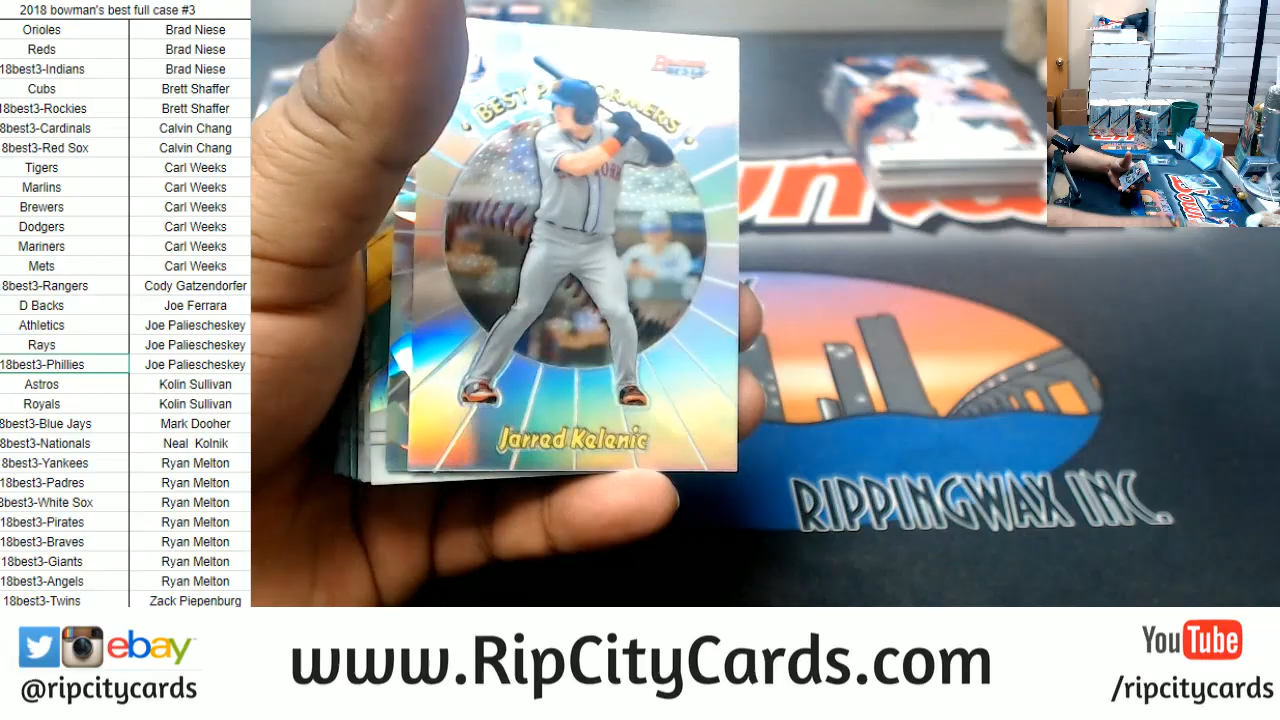 2018 bowman's best full case #3
Orioles Brad Niese
Reds Brad Niese
18best3-Indians Brad Niese
Cubs Brett Shaffer
18best3-Rockies Brett Shaffer
8best3-Cardinals Calvin Chang
8best3-Red Sox Calvin Chang
Tigers Carl Weeks
Marlins Carl Weeks
Brewers Carl Weeks
Dodgers Carl Weeks
Mariners Carl Weeks
Mets Carl Weeks
8best3-Rangers Cody Gatzendorfer
D Backs Joe Ferrara
Athletics Joe Paliescheskey
Rays Joe Paliescheskey
18best3-Phillies Joe Paliescheskey
Astros Kolin Sullivan
Royals Kolin Sullivan
8best3-Blue Jays Mark Dooher
8best3-Nationals Neal Kolnik
8best3-Yankees Ryan Melton
18best3-Padres Ryan Melton
8best3-White Sox Ryan Melton
18best3-Pirates Ryan Melton
18best3-Braves Ryan Melton
18best3-Giants Ryan Melton
18best3-Angels Ryan Melton
18best3-Twins Zack Piepenburg
BEST PERFORMERS
Jarred Kelenic
RIPPINGWAX INC.
ebay
@ripcitycards
www.RipCityCards.com
YouTube
/ripcitycards